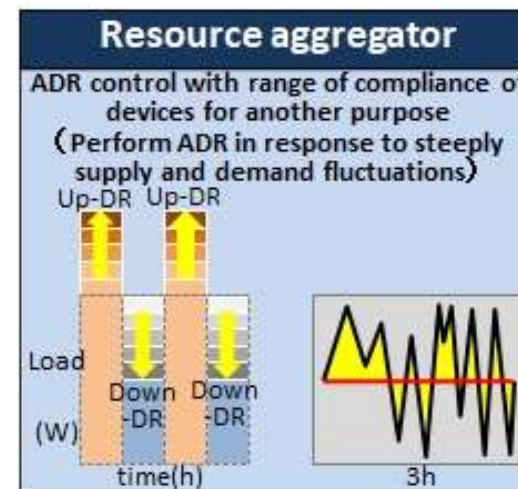 Resource aggregator
ADR control with range of compliance of
devices for another purpose
(Perform ADR in response to steeply
supply and demand fluctuations)
Up-DR Up-DR
Load
Down Down
-DR -DR
(W)
time(h)
3h